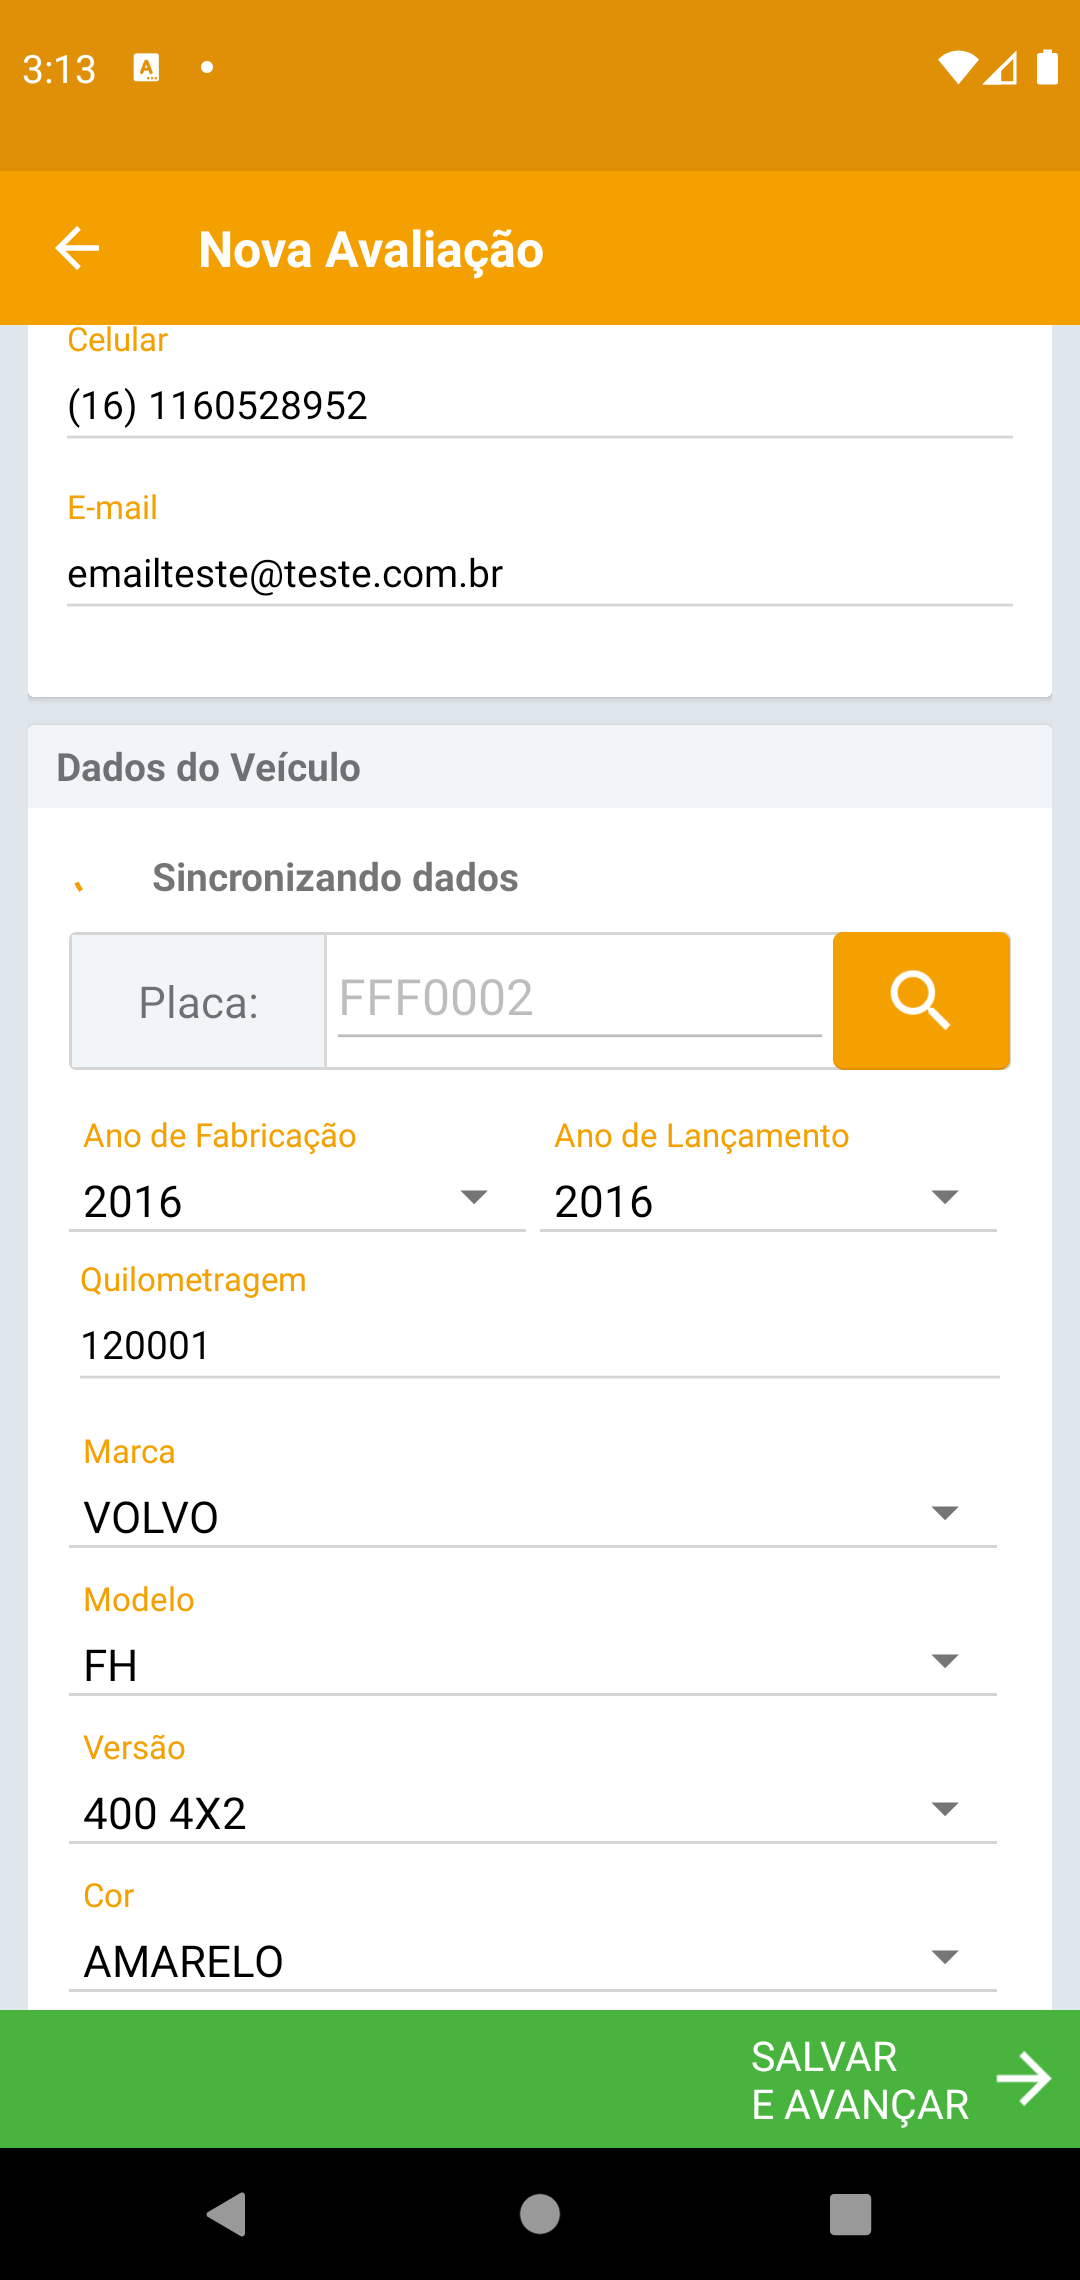 3:13
Nova Avaliação
Celular
(16) 1160528952
E-mail
emailteste@teste.com.br
Dados do Veículo
Sincronizando dados
Placa:
FFF0002
Ano de Fabricação
Ano de Lançamento
2016
2016
Quilometragem
120001
Marca
VOLVO
Modelo
FH
Versão
400 4X2
Cor
AMARELO
SALVAR
E AVANÇAR